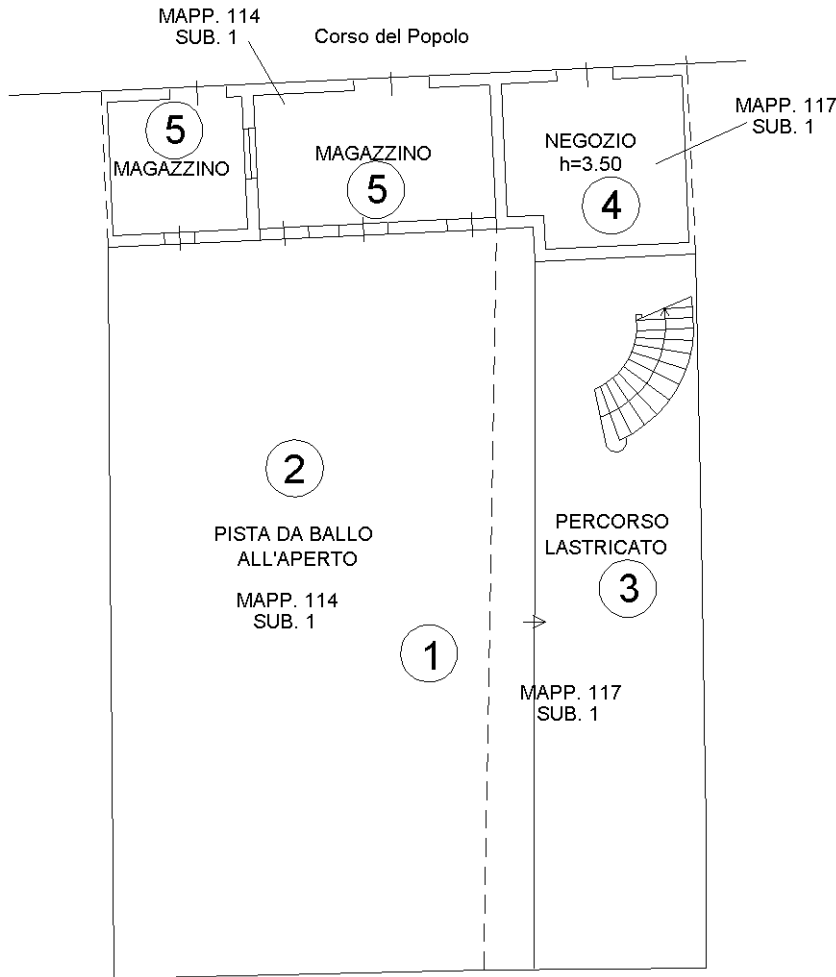 MAPP. 114
SUB. 1
Corso del Popolo
MAPP. 117
SUB. 1
5
MAGAZZINO
MAGAZZINO
5
NEGOZIO
h=3.50
4
2
PISTA DA BALLO
ALL'APERTO
MAPP. 114
SUB. 1
1
PERCORSO
LASTRICATO
3
MAPP. 117
SUB. 1